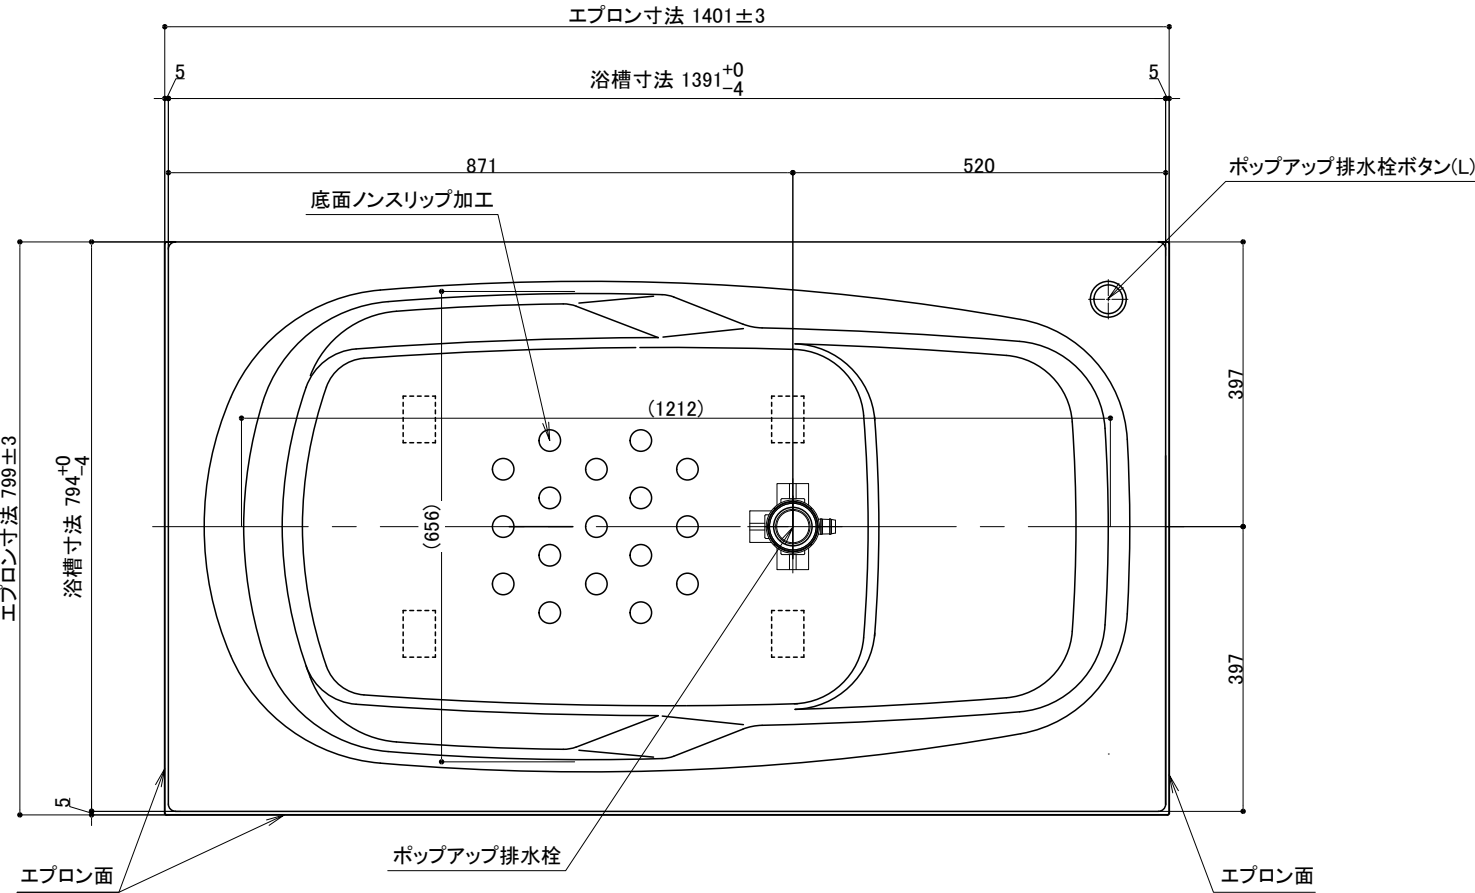 エプロン寸法 1401±3
5
浴槽寸法 1391 +0 -4
5
871
520
ポップアップ排水栓ボタン(L)
底面ノンスリップ加工
397
(1212)
エプロン寸法 799±3
浴槽寸法 794 +0 -4
(656)
397
5
ポップアップ排水栓
エプロン面
エプロン面